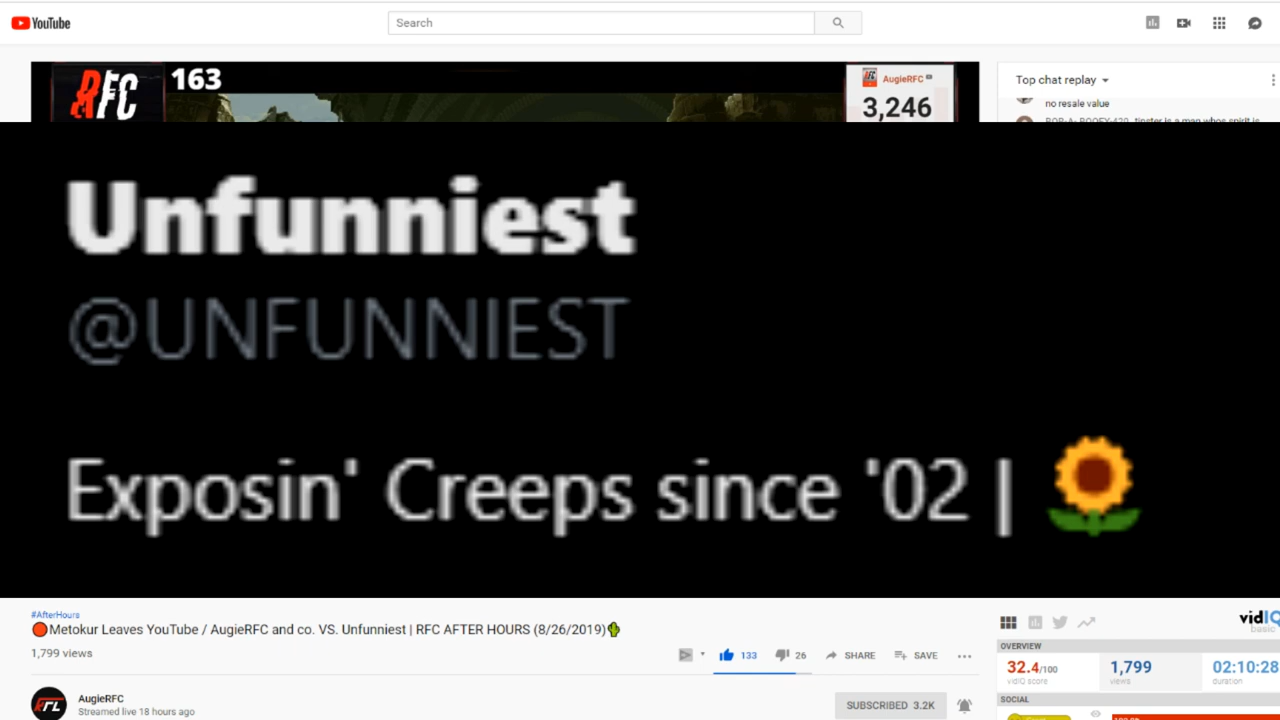 YouTube
Search
RFC
163
AugieRFC
3,246
Top chat replay
no resale value
Unfunniest
@UNFUNNIEST
Exposin' Creeps since '02 | 🌻
#AfterHours
🔴Metokur Leaves YouTube / AugieRFC and co. VS. Unfunniest | RFC AFTER HOURS (8/26/2019)🌵
1,799 views
133
26
SHARE
SAVE
AugieRFC
Streamed live 18 hours ago
SUBSCRIBED 3.2K
vidIQ
basic
OVERVIEW
32.4/100
vidIQ score
1,799
views
02:10:28
duration
SOCIAL